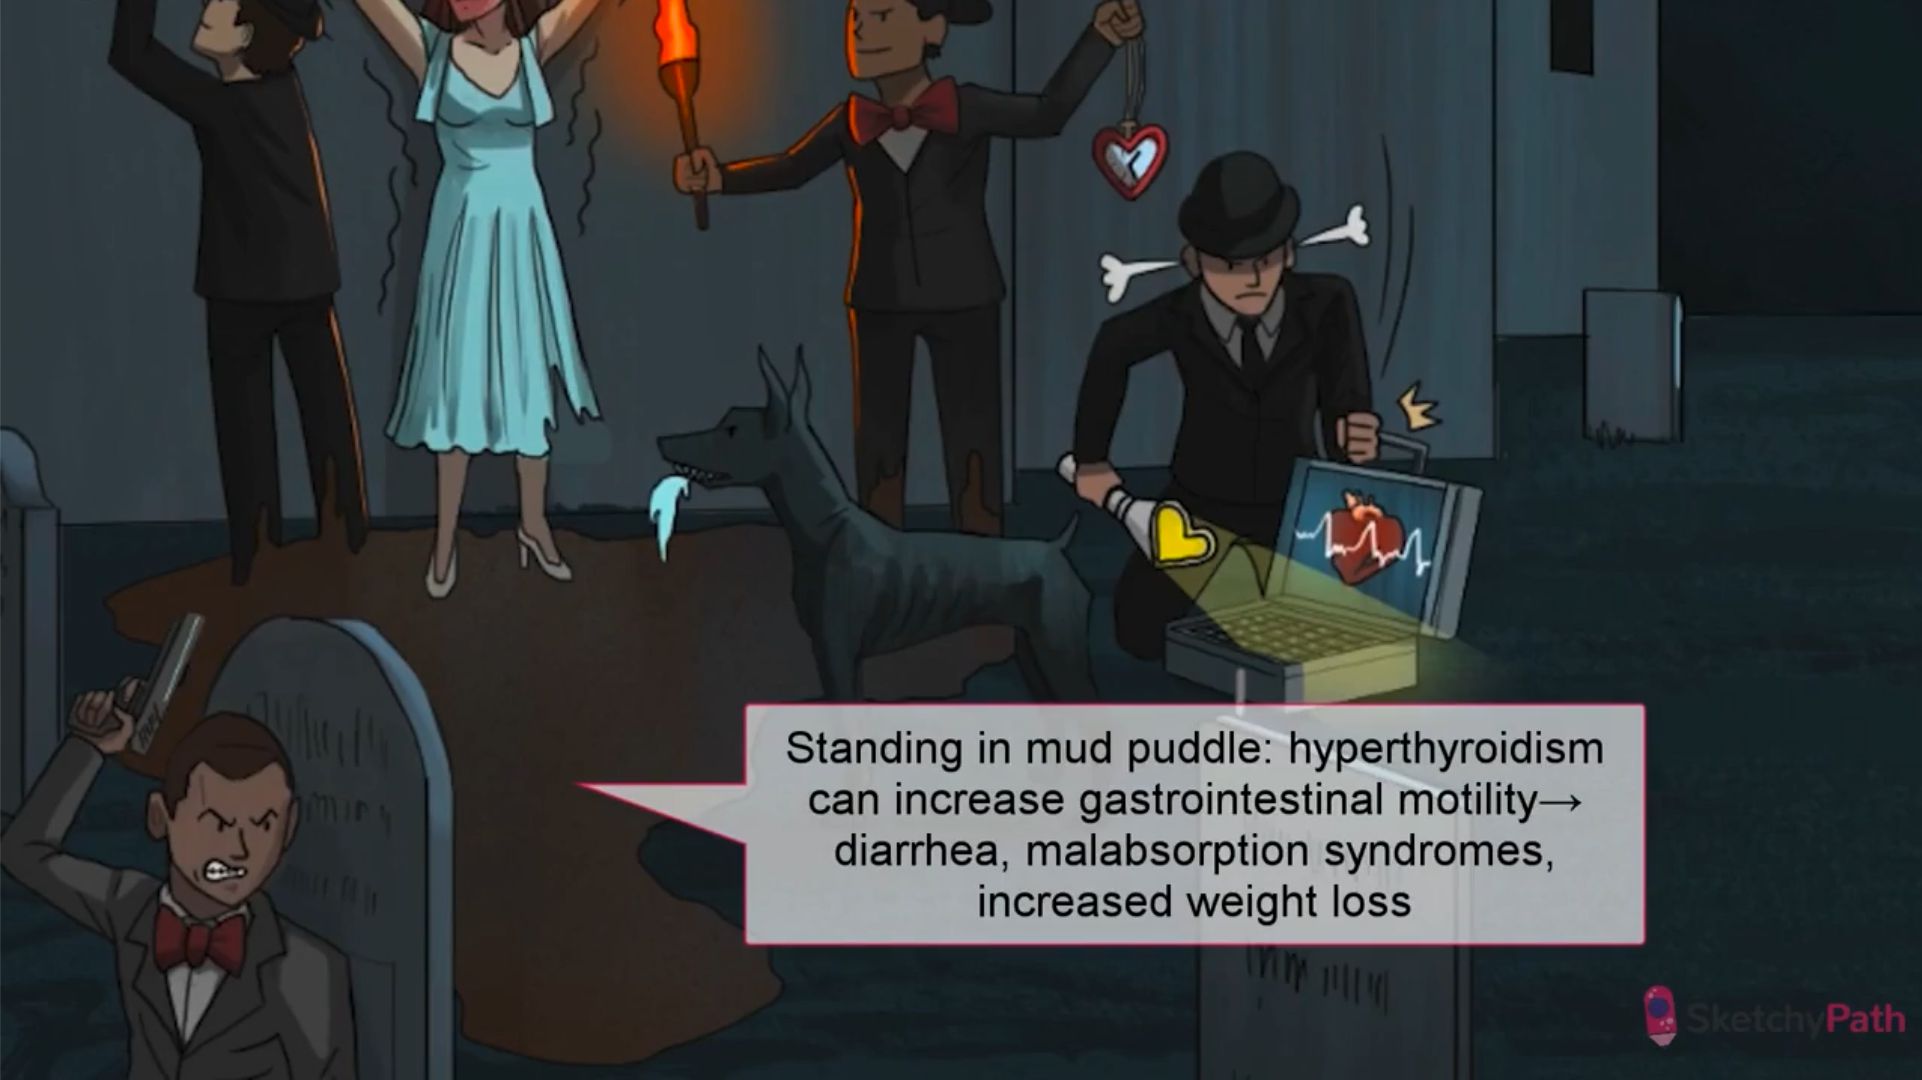 Standing in mud puddle: hyperthyroidism
can increase gastrointestinal motility→
diarrhea, malabsorption syndromes,
increased weight loss
SketchyPath